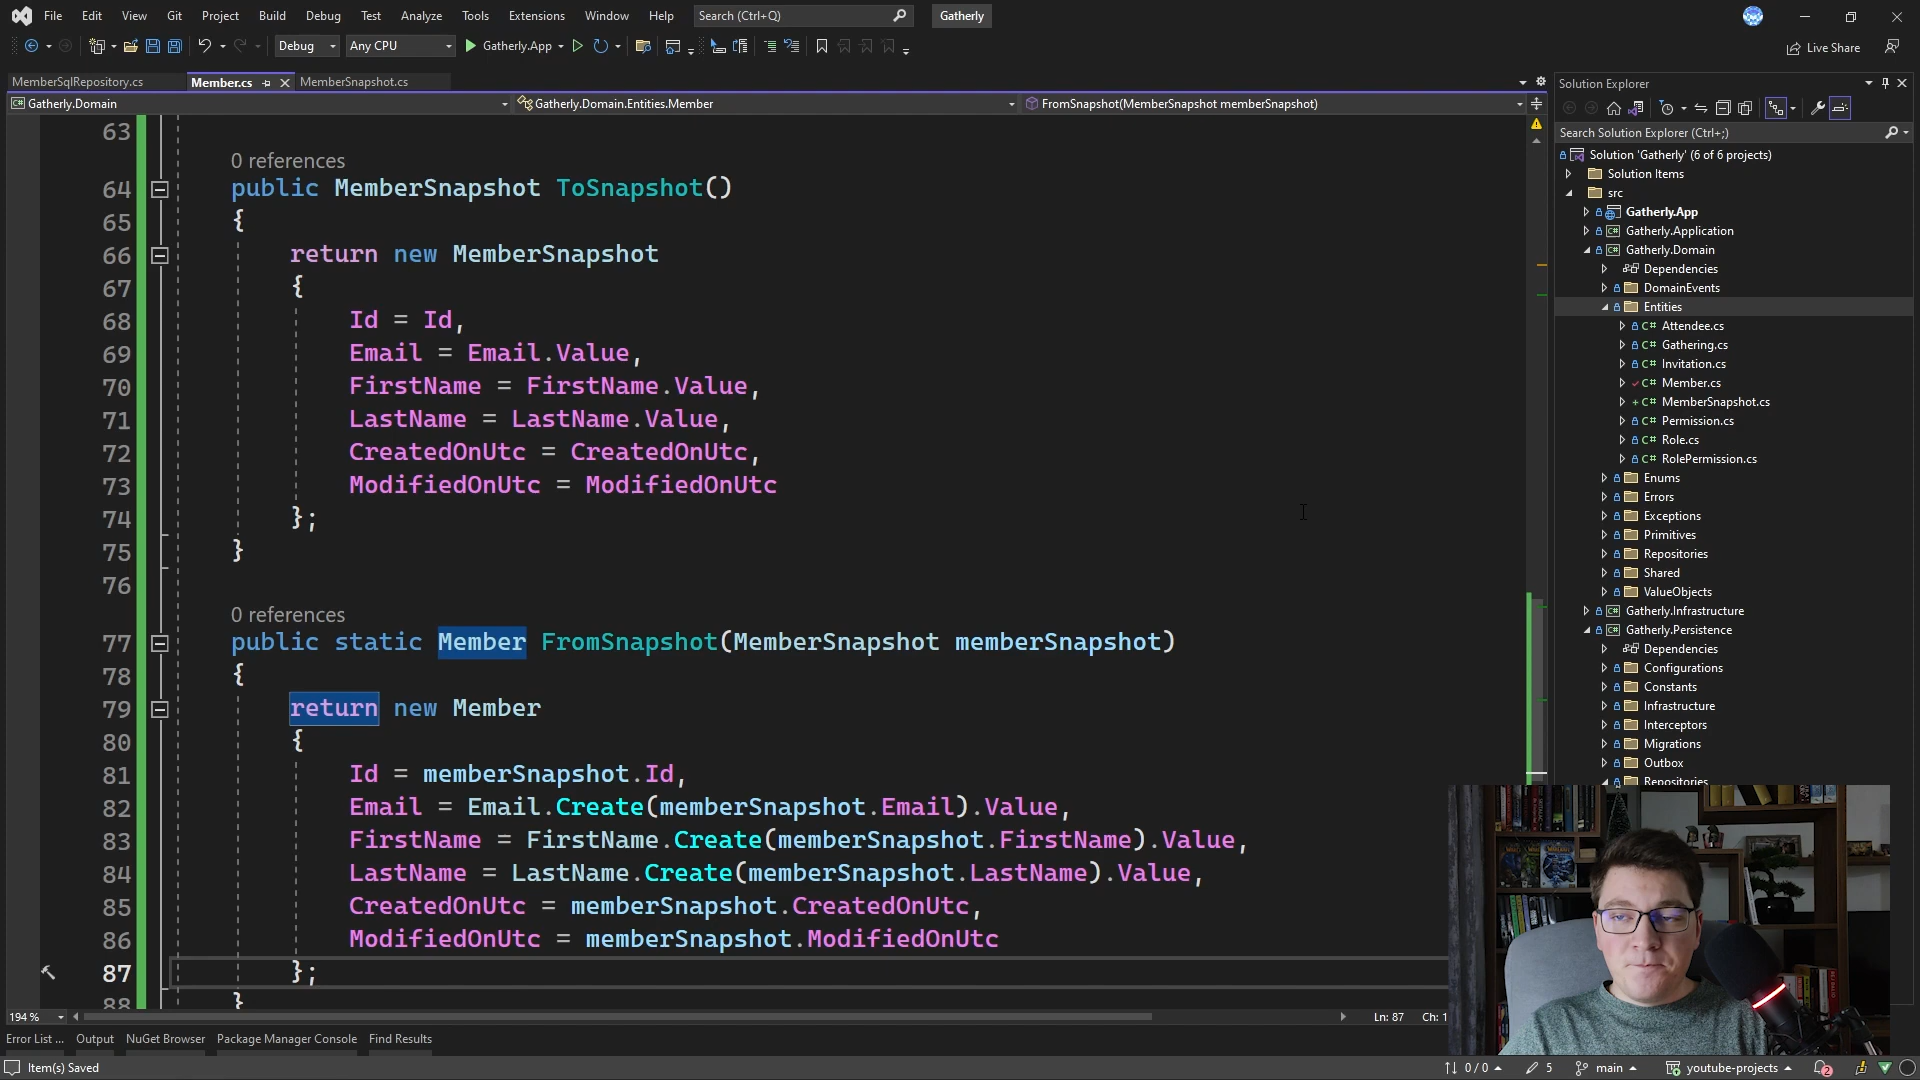 File Edit View Git Project Build Debug Test Analyze Tools Extensions Window Help Search (Ctrl+Q) Gatherly
Debug Any CPU Gatherly.App Live Share
MemberSqlRepository.cs Member.cs MemberSnapshot.cs
Gatherly.Domain Gatherly.Domain.Entities.Member FromSnapshot(MemberSnapshot memberSnapshot)
63
0 references
64 public MemberSnapshot ToSnapshot()
65 {
66 return new MemberSnapshot
67 {
68 Id = Id,
69 Email = Email.Value,
70 FirstName = FirstName.Value,
71 LastName = LastName.Value,
72 CreatedOnUtc = CreatedOnUtc,
73 ModifiedOnUtc = ModifiedOnUtc
74 };
75 }
76
0 references
77 public static Member FromSnapshot(MemberSnapshot memberSnapshot)
78 {
79 return new Member
80 {
81 Id = memberSnapshot.Id,
82 Email = Email.Create(memberSnapshot.Email).Value,
83 FirstName = FirstName.Create(memberSnapshot.FirstName).Value,
84 LastName = LastName.Create(memberSnapshot.LastName).Value,
85 CreatedOnUtc = memberSnapshot.CreatedOnUtc,
86 ModifiedOnUtc = memberSnapshot.ModifiedOnUtc
87 };
88 }
194 % Ln: 87 Ch: 1
Solution Explorer
Search Solution Explorer (Ctrl+;)
Solution 'Gatherly' (6 of 6 projects)
Solution Items
src
Gatherly.App
Gatherly.Application
Gatherly.Domain
Dependencies
DomainEvents
Entities
C# Attendee.cs
C# Gathering.cs
C# Invitation.cs
C# Member.cs
C# MemberSnapshot.cs
C# Permission.cs
C# Role.cs
C# RolePermission.cs
Enums
Errors
Exceptions
Primitives
Repositories
Shared
ValueObjects
Gatherly.Infrastructure
Gatherly.Persistence
Dependencies
Configurations
Constants
Infrastructure
Interceptors
Migrations
Outbox
Repositories
Error List ... Output NuGet Browser Package Manager Console Find Results
Item(s) Saved 0 / 0 5 main youtube-projects 2